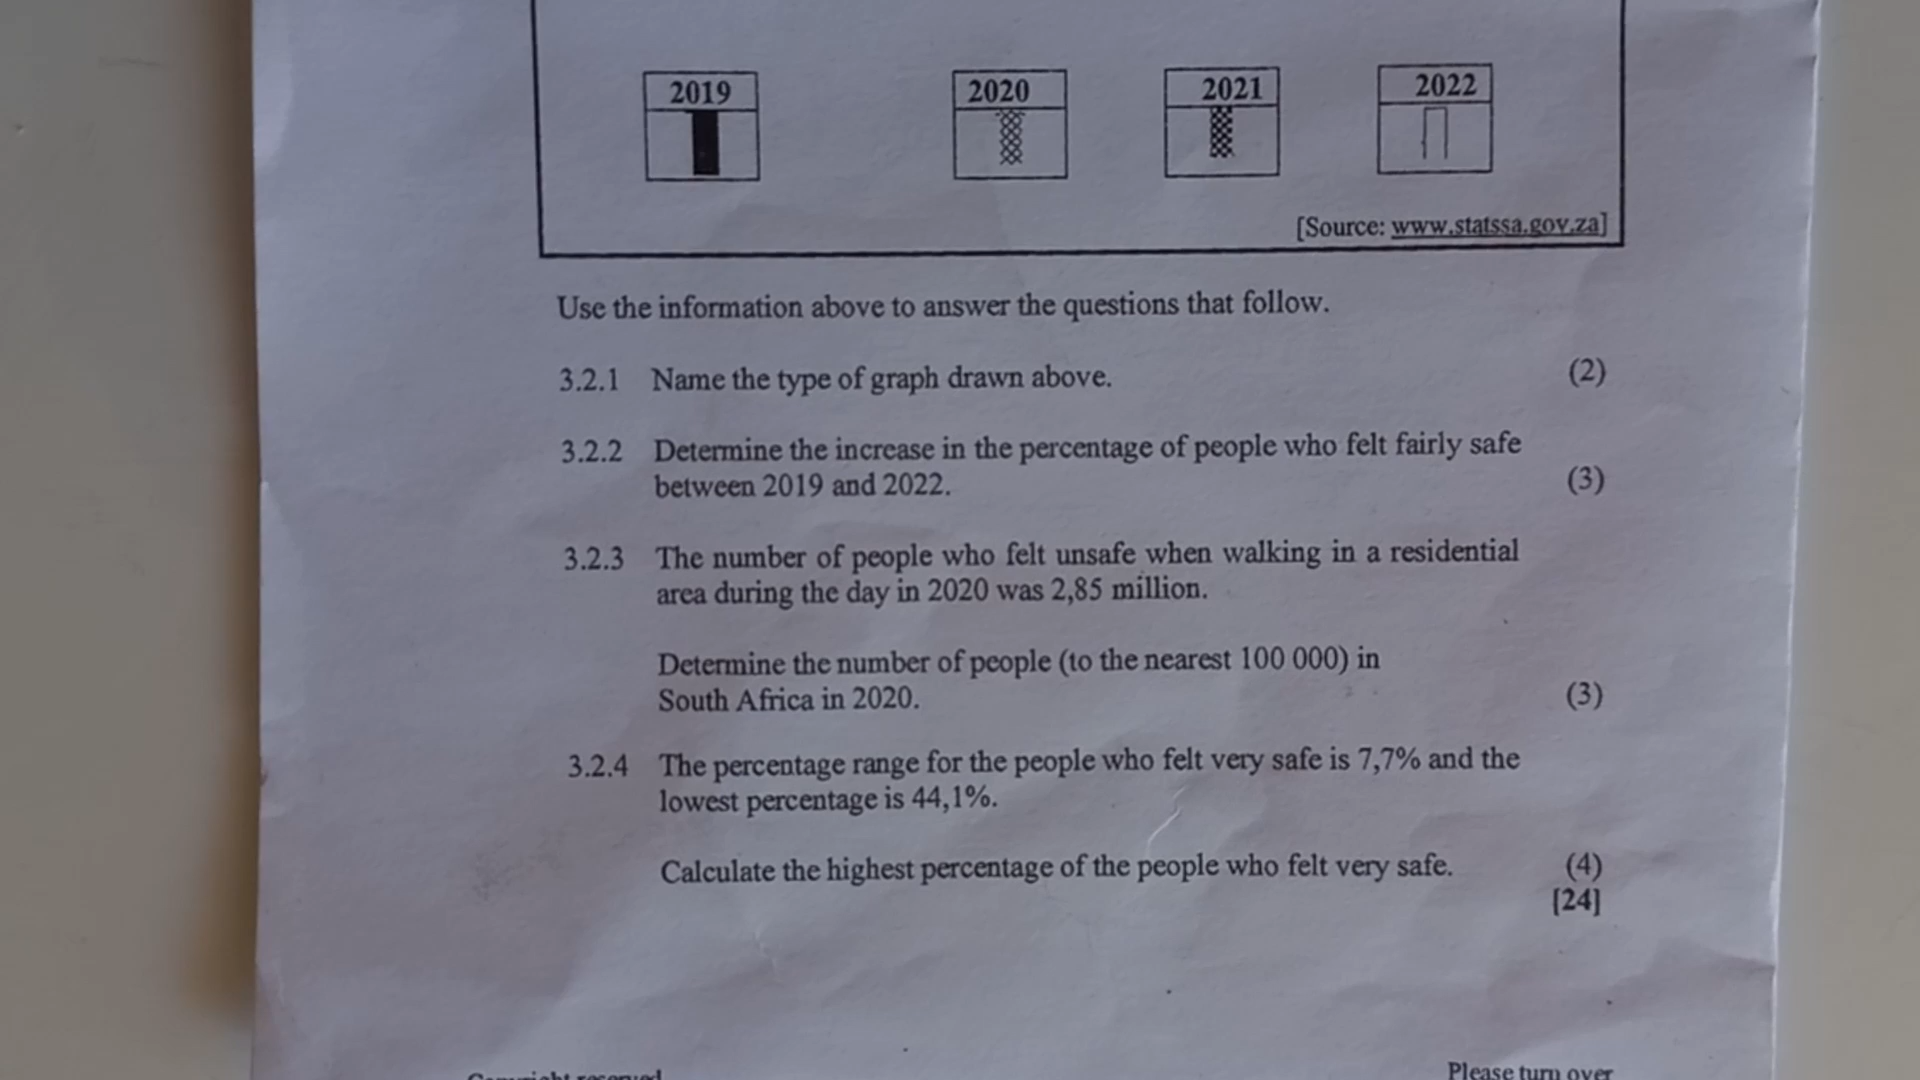 2019 2020 2021 2022
[Source: www.statssa.gov.za]
Use the information above to answer the questions that follow.
3.2.1 Name the type of graph drawn above. (2)
3.2.2 Determine the increase in the percentage of people who felt fairly safe
between 2019 and 2022. (3)
3.2.3 The number of people who felt unsafe when walking in a residential
area during the day in 2020 was 2,85 million.
Determine the number of people (to the nearest 100 000) in
South Africa in 2020. (3)
3.2.4 The percentage range for the people who felt very safe is 7,7% and the
lowest percentage is 44,1%.
Calculate the highest percentage of the people who felt very safe. (4)
[24]
Copyright reserved Please turn over